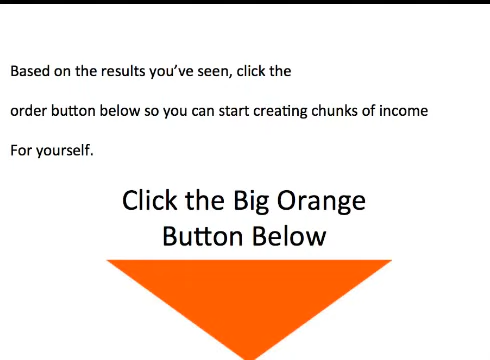 Based on the results you’ve seen, click the
order button below so you can start creating chunks of income
For yourself.
Click the Big Orange
Button Below